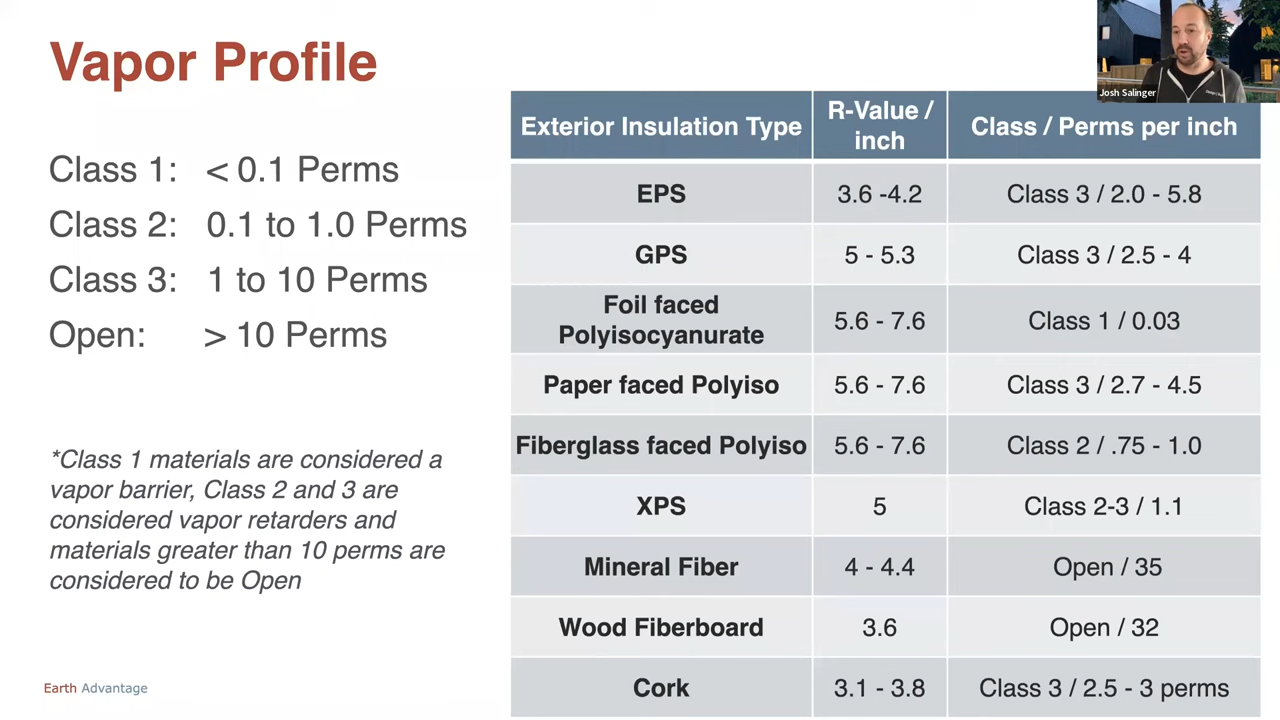 Vapor Profile
Class 1: < 0.1 Perms
Class 2: 0.1 to 1.0 Perms
Class 3: 1 to 10 Perms
Open: > 10 Perms
*Class 1 materials are considered a
vapor barrier, Class 2 and 3 are
considered vapor retarders and
materials greater than 10 perms are
considered to be Open
Earth Advantage
Josh Salinger
Exterior Insulation Type R-Value / inch Class / Perms per inch
EPS 3.6 -4.2 Class 3 / 2.0 - 5.8
GPS 5 - 5.3 Class 3 / 2.5 - 4
Foil faced
Polyisocyanurate 5.6 - 7.6 Class 1 / 0.03
Paper faced Polyiso 5.6 - 7.6 Class 3 / 2.7 - 4.5
Fiberglass faced Polyiso 5.6 - 7.6 Class 2 / .75 - 1.0
XPS 5 Class 2-3 / 1.1
Mineral Fiber 4 - 4.4 Open / 35
Wood Fiberboard 3.6 Open / 32
Cork 3.1 - 3.8 Class 3 / 2.5 - 3 perms